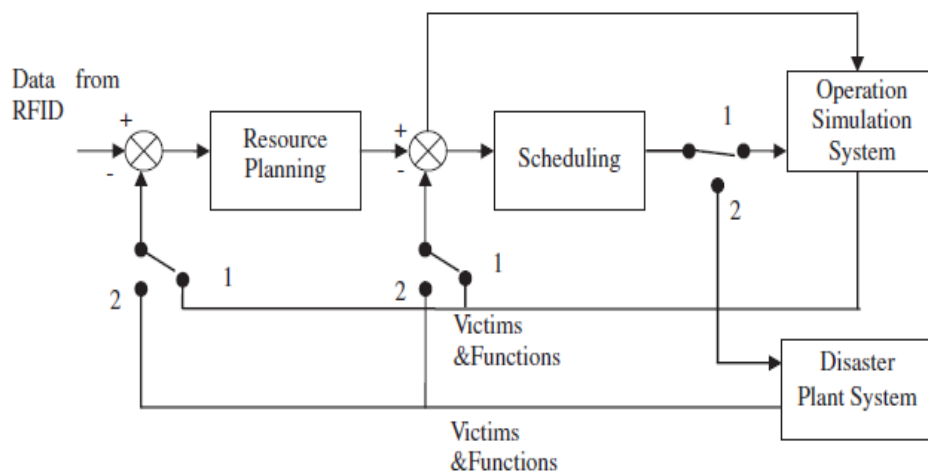 Data from
RFID
+
-
Resource
Planning
+
-
Scheduling
1
2
Operation
Simulation
System
1
2
1
2
Victims
&Functions
Disaster
Plant System
Victims
&Functions